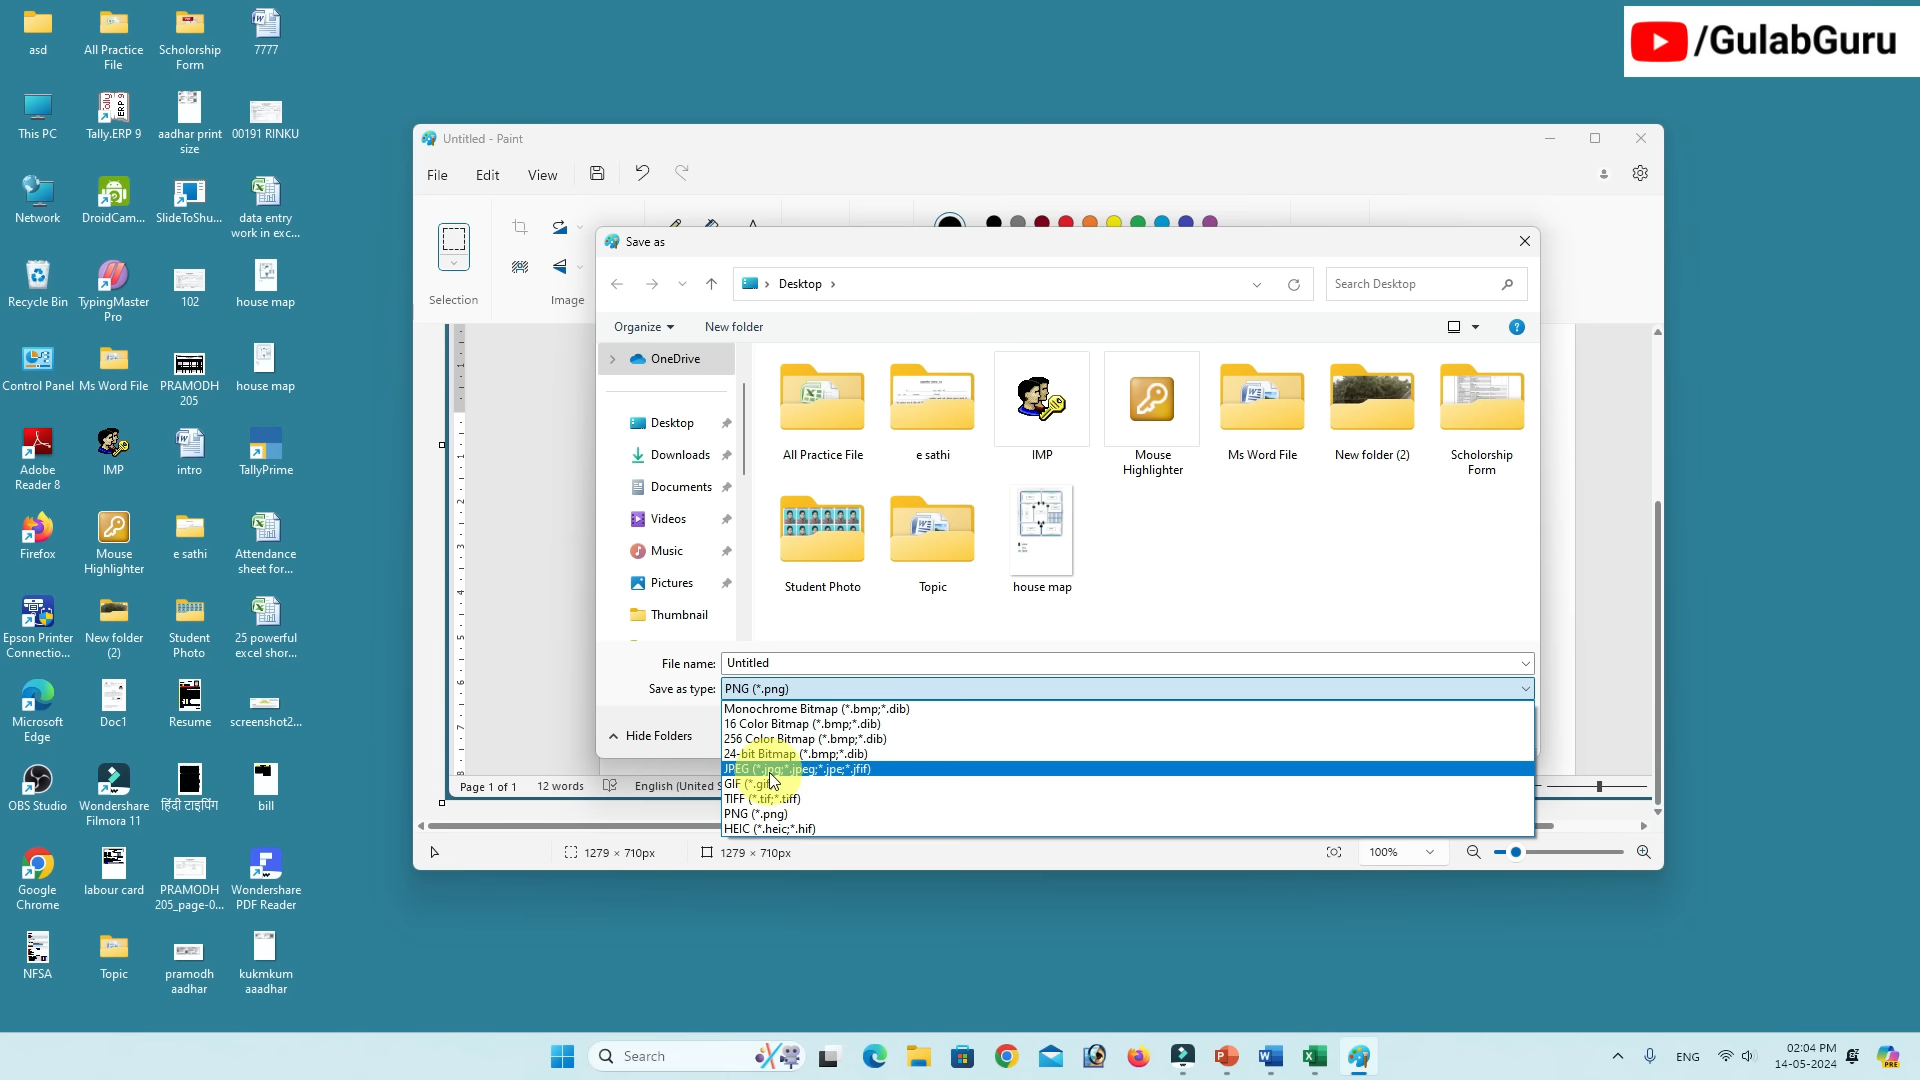 asd
All Practice
File
Scholorship
Form
7777
/GulabGuru
This PC
Tally.ERP 9
aadhar print
size
00191 RINKU
Network
DroidCam...
SlideToShu...
data entry
work in exc...
Recycle Bin
TypingMaster
Pro
102
house map
Control Panel
Ms Word File
PRAMODH
205
house map
Adobe
Reader 8
IMP
intro
TallyPrime
Firefox
Mouse
Highlighter
e sathi
Attendance
sheet for...
Epson Printer
Connectio...
New folder
(2)
Student
Photo
25 powerful
excel shor...
Microsoft
Edge
Doc1
Resume
screenshot2...
OBS Studio
Wondershare
Filmora 11
हिंदी टाइपिंग
bill
Google
Chrome
labour card
PRAMODH
205_page-0...
Wondershare
PDF Reader
NFSA
Topic
pramodh
aadhar
kukmkum
aaadhar
Untitled - Paint
File
Edit
View
Selection
Image
Save as
Desktop
Search Desktop
Organize
New folder
OneDrive
Desktop
Downloads
Documents
Videos
Music
Pictures
Thumbnail
All Practice File
e sathi
IMP
Mouse
Highlighter
Ms Word File
New folder (2)
Scholorship
Form
Student Photo
Topic
house map
File name: Untitled
Save as type: PNG (*.png)
Monochrome Bitmap (*.bmp;*.dib)
16 Color Bitmap (*.bmp;*.dib)
256 Color Bitmap (*.bmp;*.dib)
24-bit Bitmap (*.bmp;*.dib)
JPEG (*.jpg;*.jpeg;*.jpe;*.jfif)
GIF (*.gif)
TIFF (*.tif;*.tiff)
PNG (*.png)
HEIC (*.heic;*.hif)
Hide Folders
Page 1 of 1
12 words
English (United S
1279 × 710px
1279 × 710px
100%
Search
ENG
02:04 PM
14-05-2024